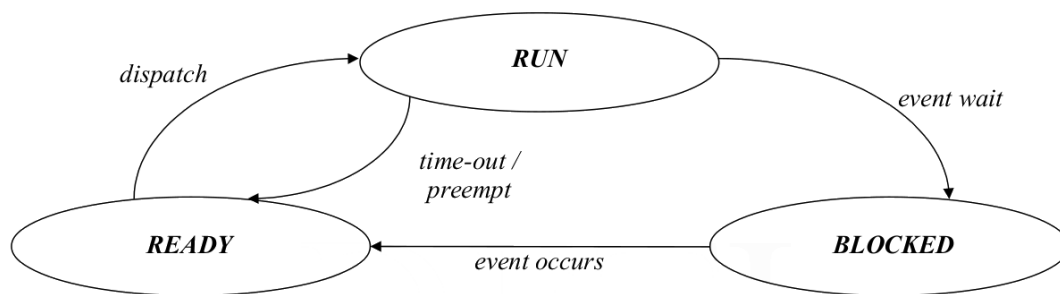 RUN
dispatch
event wait
time-out /
preempt
READY
BLOCKED
event occurs